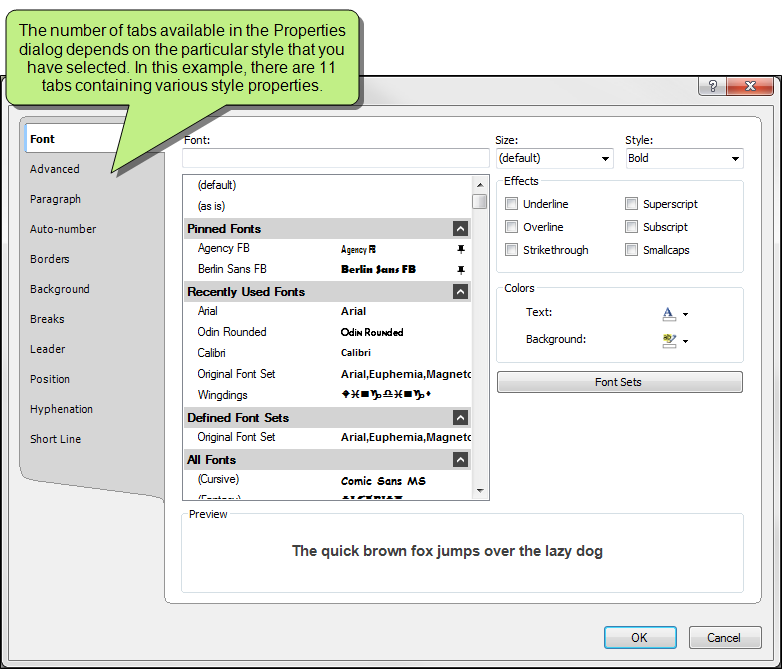 The number of tabs available in the Properties
dialog depends on the particular style that you
have selected. In this example, there are 11
tabs containing various style properties.
?
Font
Advanced
Paragraph
Auto-number
Borders
Background
Breaks
Leader
Position
Hyphenation
Short Line
Font:
(default)
(as is)
Pinned Fonts
Agency FB Agency FB
Berlin Sans FB Berlin Sans FB
Recently Used Fonts
Arial Arial
Odin Rounded Odin Rounded
Calibri Calibri
Original Font Set Arial,Euphemia,Magneto
Wingdings
Defined Font Sets
Original Font Set Arial,Euphemia,Magneto
All Fonts
(Cursive) Comic Sans MS
(Fantasy)
Size: Style:
(default) Bold
Effects
Underline Superscript
Overline Subscript
Strikethrough Smallcaps
Colors
Text: A
Background:
Font Sets
Preview
The quick brown fox jumps over the lazy dog
OK Cancel